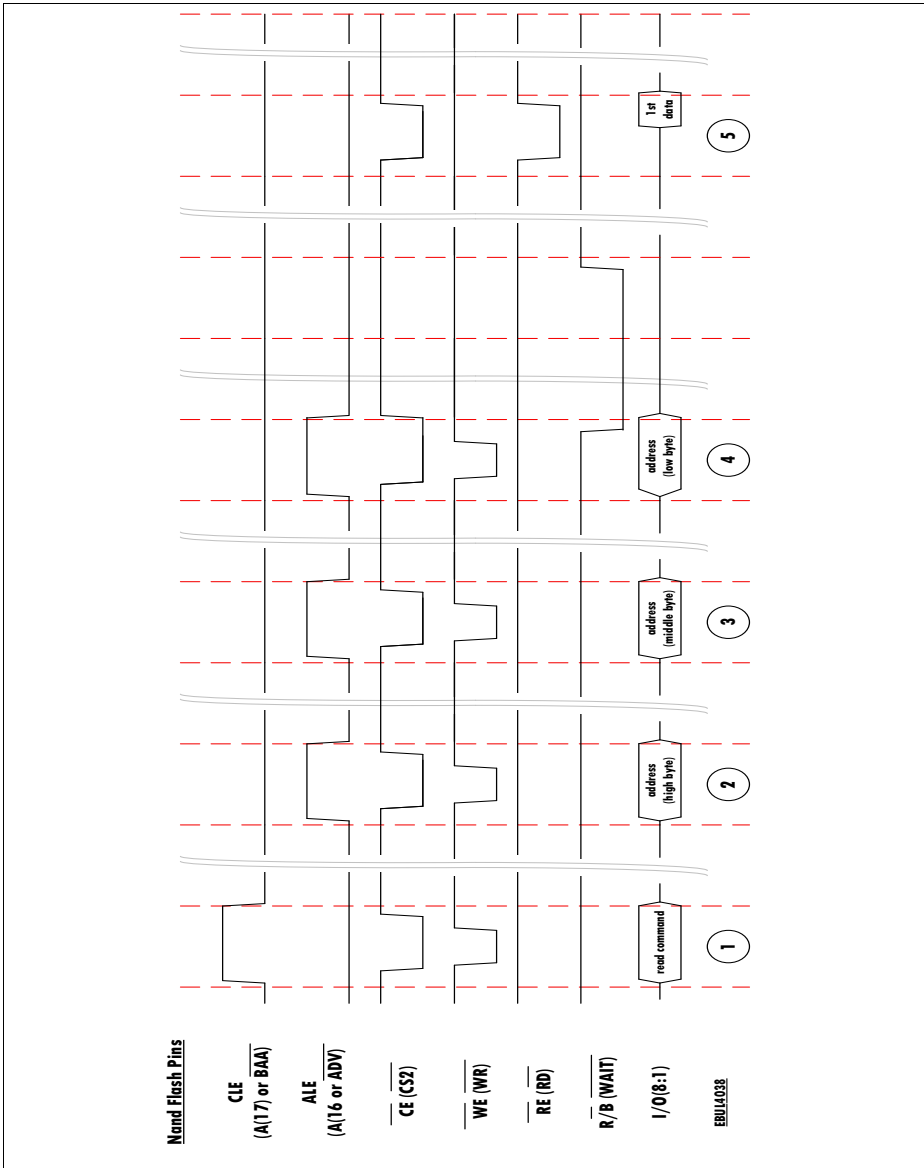 Nand Flash Pins
CLE
(A(17) or BAA)
ALE
(A(16 or ADV)
CE (CS2)
WE (WR)
RE (RD)
R/B (WAIT)
I/O(8:1)
read command
address
(high byte)
address
(middle byte)
address
(low byte)
1st
data
1
2
3
4
5
EBUL4038